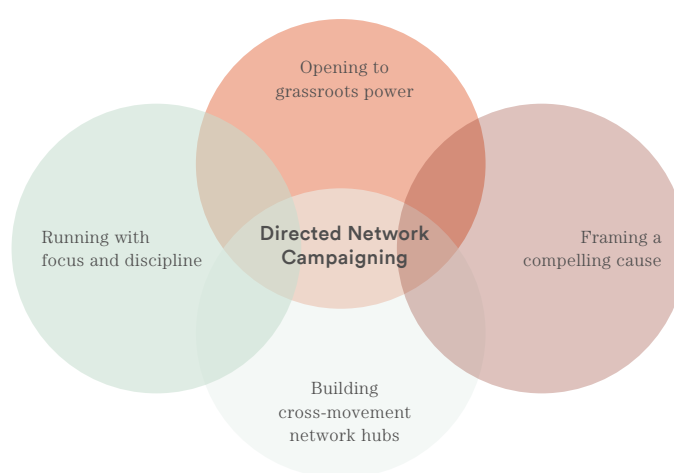 Opening to
grassroots power
Running with
focus and discipline
Directed Network
Campaigning
Framing a
compelling cause
Building
cross-movement
network hubs